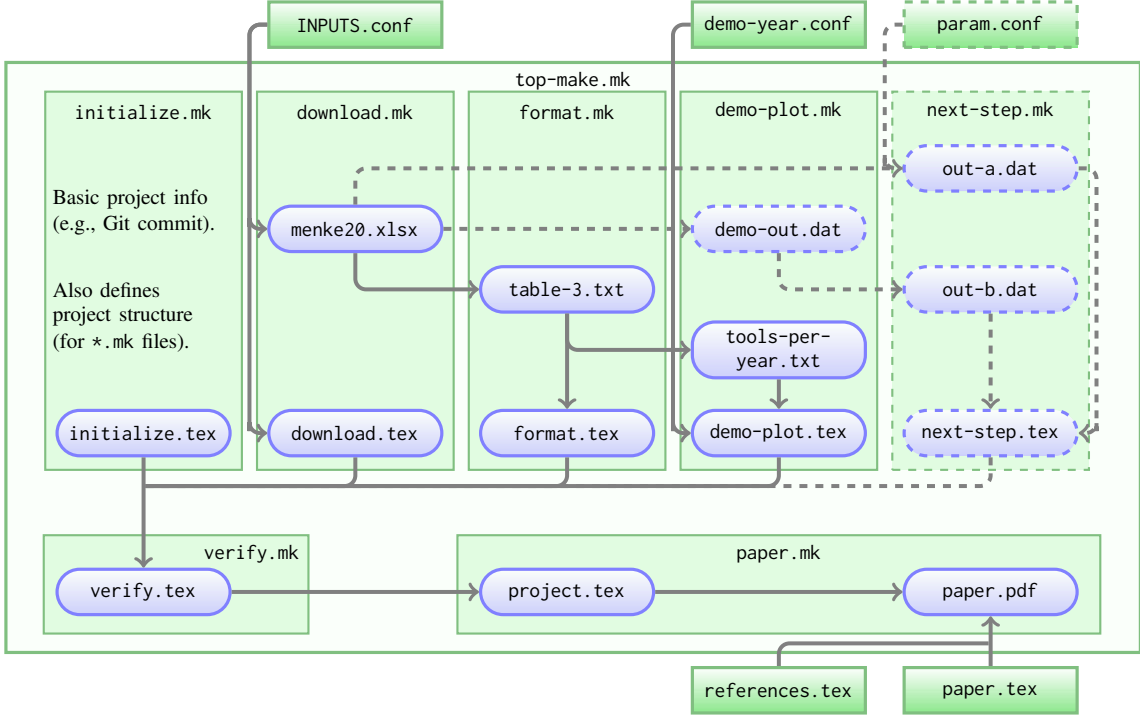 INPUTS.conf
demo-year.conf
param.conf
top-make.mk
initialize.mk
download.mk
format.mk
demo-plot.mk
next-step.mk
Basic project info
(e.g., Git commit).
Also defines
project structure
(for *.mk files).
out-a.dat
menke20.xlsx
demo-out.dat
table-3.txt
out-b.dat
tools-per-
year.txt
initialize.tex
download.tex
format.tex
demo-plot.tex
next-step.tex
verify.mk
paper.mk
verify.tex
project.tex
paper.pdf
references.tex
paper.tex